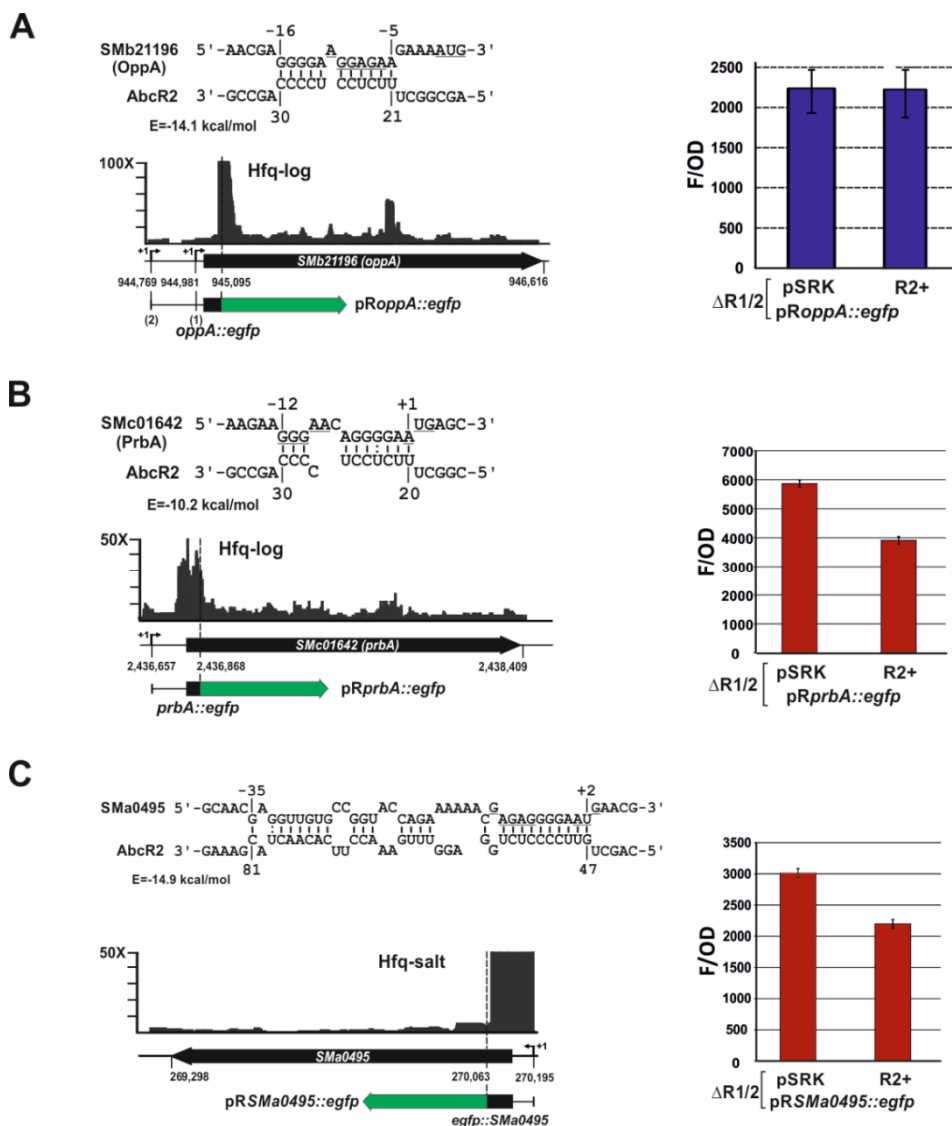 A
-16 A -5
SMb21196 5'-AACGA GAAAAUG-3'
(OppA) GGGGA GGAGAA
CCCCU CCUCUU
AbcR2 3'-GCCGA UCGGCGA-5'
30 21
E=-14.1 kcal/mol
100X
Hfq-log
+1 +1
SMb21196 (oppA)
944,769 944,981 945,095 946,616
pRoppA::egfp
(2) (1)
oppA::egfp
2500
2000
1500
1000
500
0
F/OD
pSRK R2+
ΔR1/2
pRoppA::egfp
B
-12 +1
SMc01642 5'-AAGAA AAC UGAGC-3'
(PrbA) GGG AGGGGAA
CCC UCCUCUU
AbcR2 3'-GCCGA C UCGGC-5'
30 20
E=-10.2 kcal/mol
50X
Hfq-log
+1
SMc01642 (prbA)
2,436,657 2,436,868 2,438,409
pRprbA::egfp
prbA::egfp
7000
6000
5000
4000
3000
2000
1000
0
F/OD
pSRK R2+
ΔR1/2
pRprbA::egfp
C
-35 +2
SMa0495 5'-GCAAC A CC AC AAAAA G GAACG-3'
G GGUUGUG GGU CAGA C AGAGGGGAAU
C UCAACAC CCA GUUU C UCUCCCCUUG
AbcR2 3'-GAAAGA A UU AA GGA G UCGAC-5'
81 47
E=-14.9 kcal/mol
50X
Hfq-salt
+1
SMa0495
269,298 270,063 270,195
pRSMa0495::egfp
egfp::SMa0495
3500
3000
2500
2000
1500
1000
500
0
F/OD
pSRK R2+
ΔR1/2
pRSMa0495::egfp